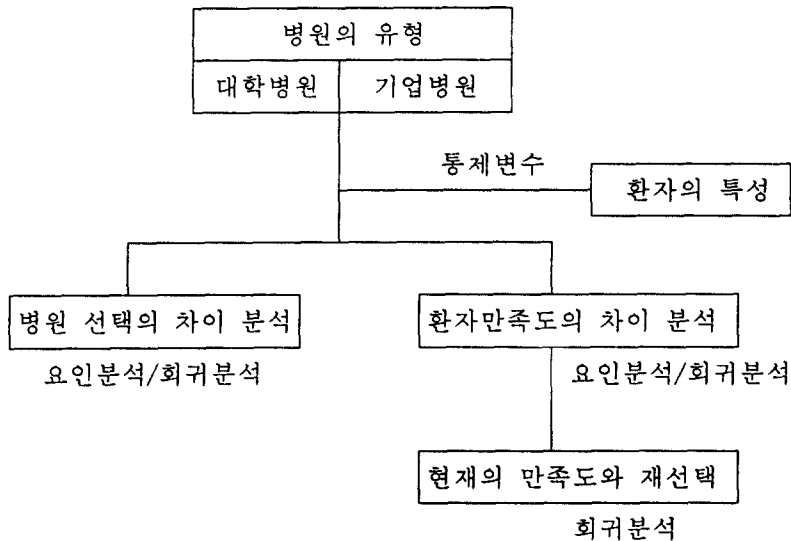 병원의 유형
대학병원 기업병원
통제변수
환자의 특성
병원 선택의 차이 분석 환자만족도의 차이 분석
요인분석/회귀분석 요인분석/회귀분석
현재의 만족도와 재선택
회귀분석